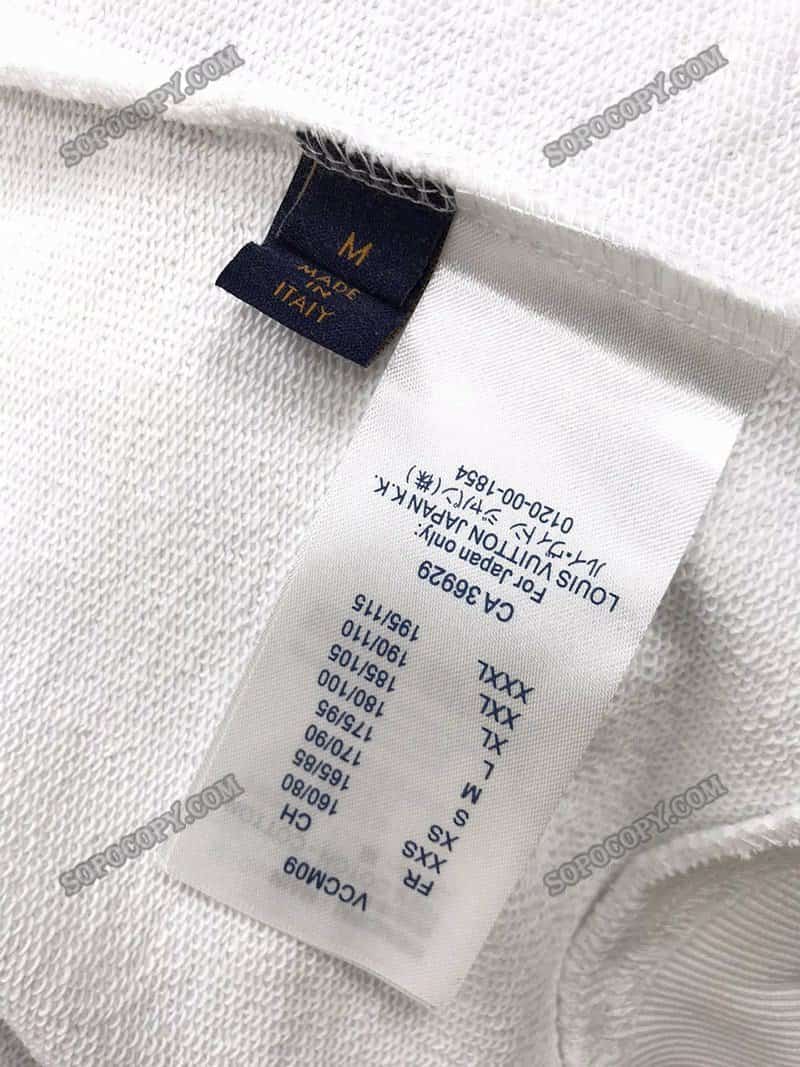 SOPOCOPY.COM
SOPOCOPY.COM
M
MADE
IN
ITALY
VCCM09
FR CH
XXS 160/80
XS 165/85
S 170/90
M 175/95
L 180/100
XL 185/105
XXL 190/110
XXXL 195/115
CA 36929
For Japan only:
LOUIS VUITTON JAPAN K.K.
ルイ・ヴィトン ジャパン(株)
0120-00-1854
SOPOCOPY.COM
SOPOCOPY.COM